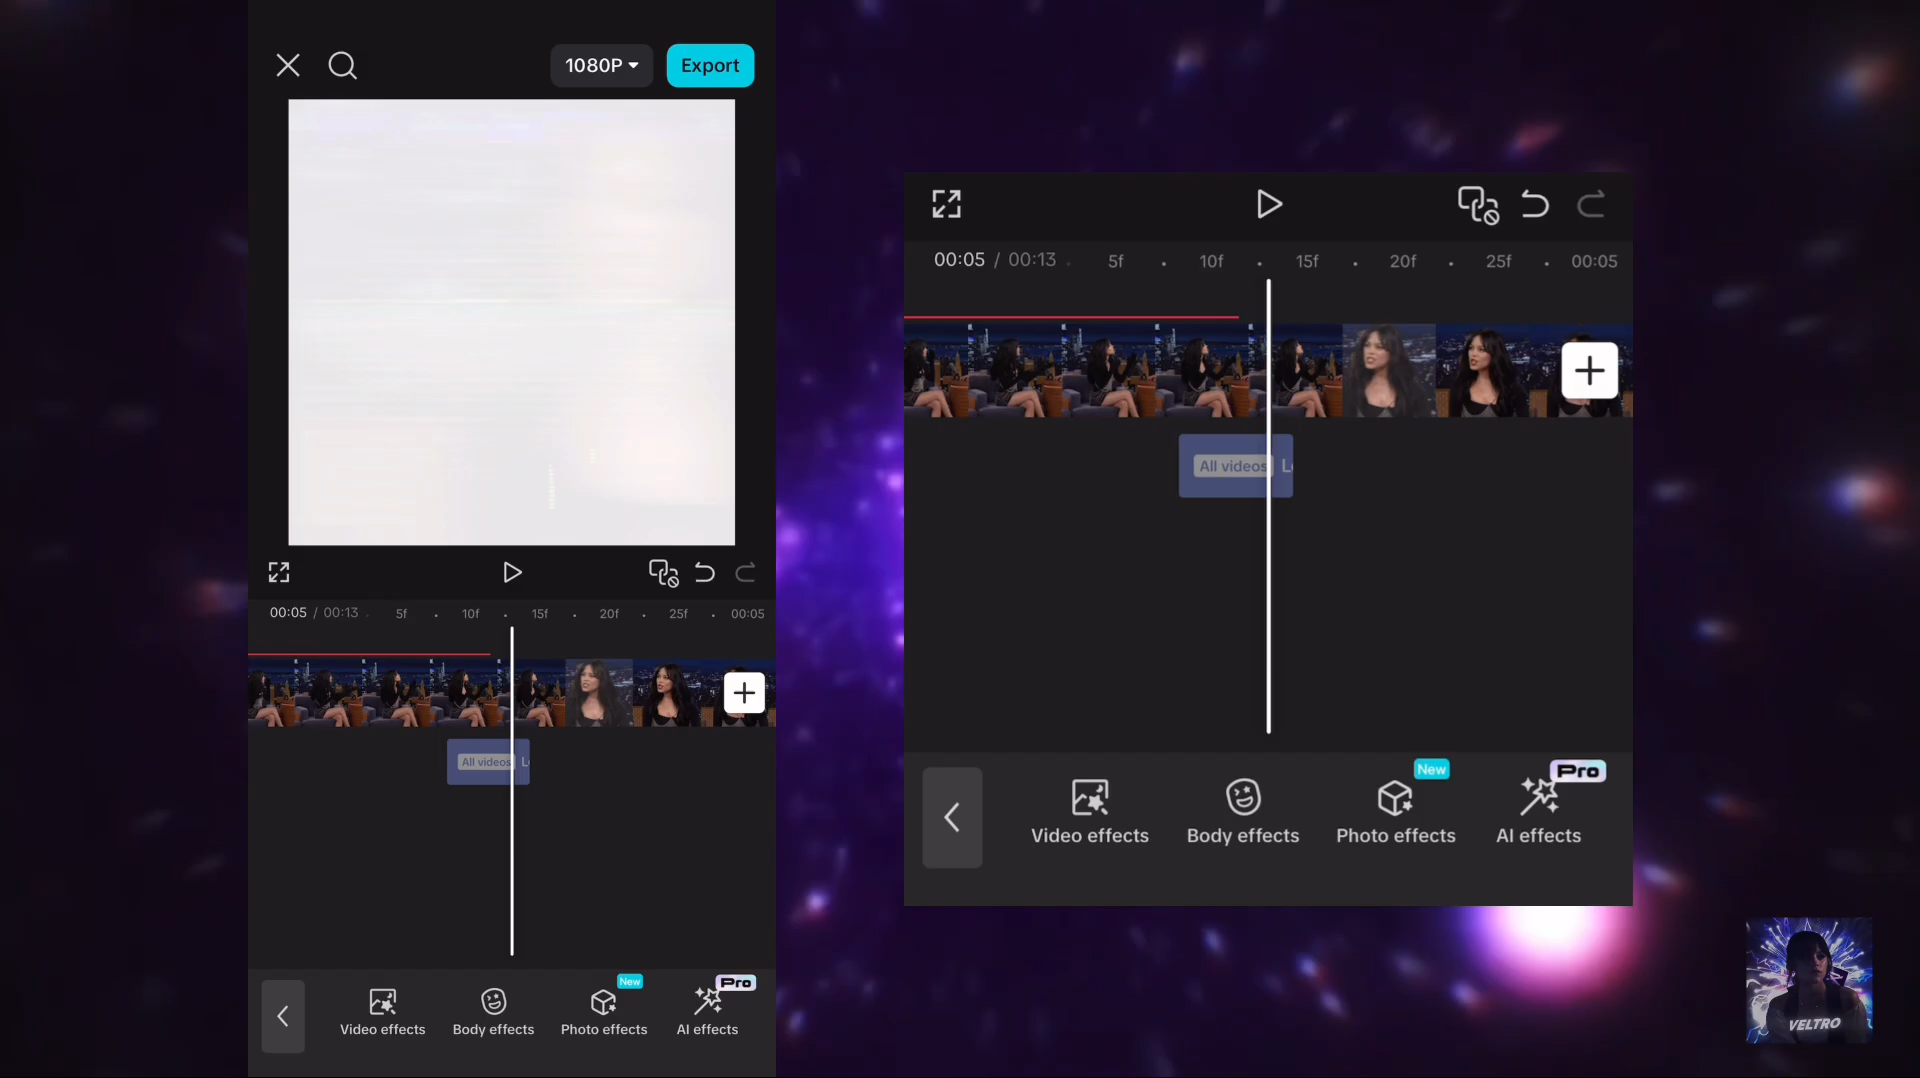 1080P
Export
00:05 / 00:13
5f
10f
15f
20f
25f
00:05
All videos
Video effects
Body effects
New
Photo effects
Pro
AI effects
00:05 / 00:13
5f
10f
15f
20f
25f
00:05
All videos
Video effects
Body effects
New
Photo effects
Pro
AI effects
VELTRO